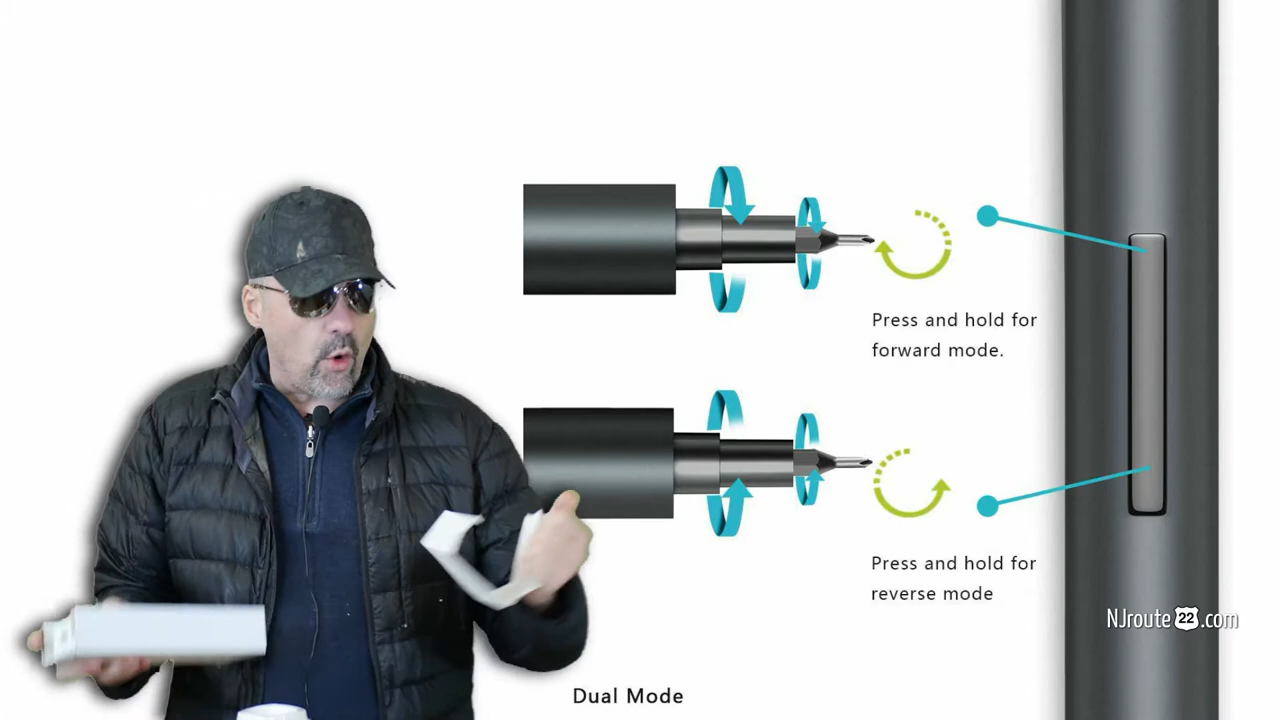 Press and hold for
forward mode.
Press and hold for
reverse mode
NJroute22.com
Dual Mode